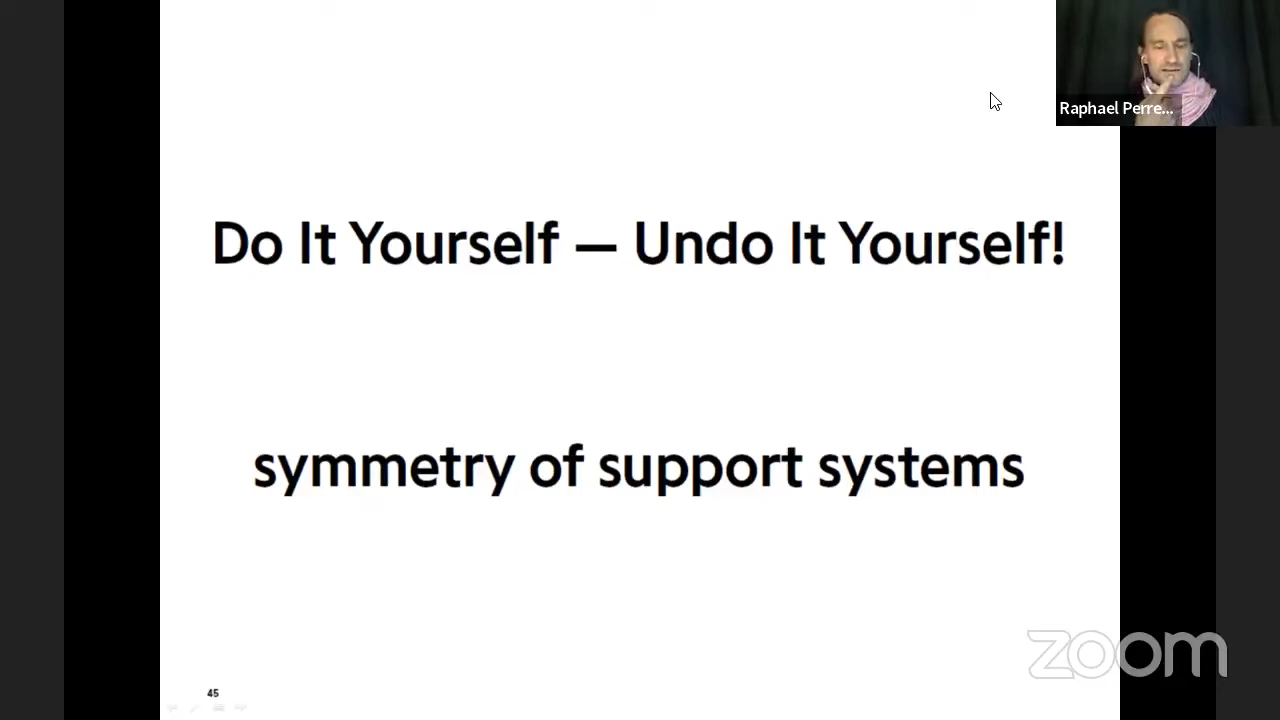 Raphael Perre...
Do It Yourself — Undo It Yourself!
symmetry of support systems
zoom
45